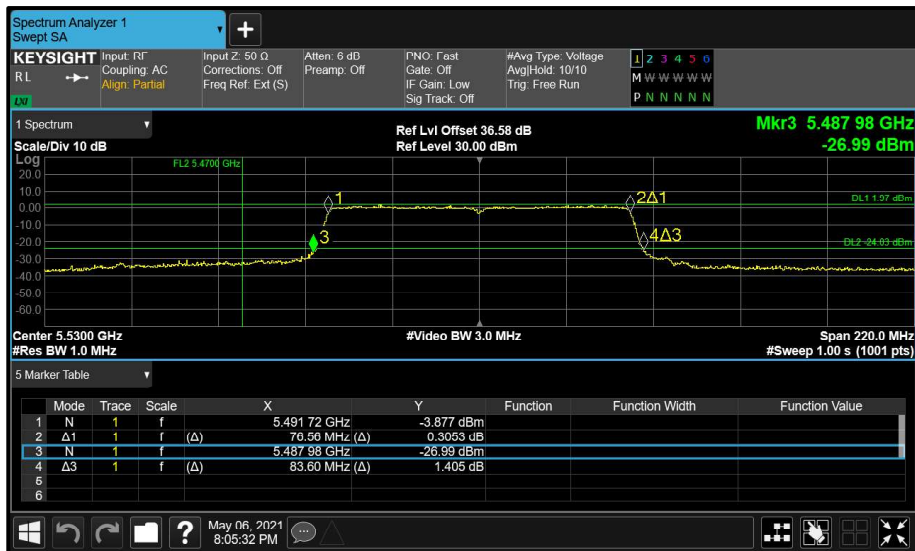 Spectrum Analyzer 1
Swept SA
+
KEYSIGHT Input: RF Input Z: 50 Ω Atten: 6 dB PNO: Fast #Avg Type: Voltage 1 2 3 4 5 6
RL Coupling: AC Corrections: Off Preamp: Off Gate: Off Avg|Hold: 10/10 M W W W W W
Align: Partial Freq Ref: Ext (S) IF Gain: Low Trig: Free Run
LXI Sig Track: Off P N N N N N
1 Spectrum Ref Lvl Offset 36.58 dB Mkr3 5.487 98 GHz
Scale/Div 10 dB Ref Level 30.00 dBm -26.99 dBm
Log FL2 5.4700 GHz
20.0
10.0 1 2Δ1
0.00 DL1 1.97 dBm
-10.0
-20.0 3 4Δ3 DL2 -24.03 dBm
-30.0
-40.0
-50.0
-60.0
Center 5.5300 GHz #Video BW 3.0 MHz Span 220.0 MHz
#Res BW 1.0 MHz #Sweep 1.00 s (1001 pts)
5 Marker Table
Mode Trace Scale X Y Function Function Width Function Value
1 N 1 f 5.491 72 GHz -3.877 dBm
2 Δ1 1 f (Δ) 76.56 MHz (Δ) 0.3053 dB
3 N 1 f 5.487 98 GHz -26.99 dBm
4 Δ3 1 f (Δ) 83.60 MHz (Δ) 1.405 dB
5
6
? May 06, 2021
8:05:32 PM